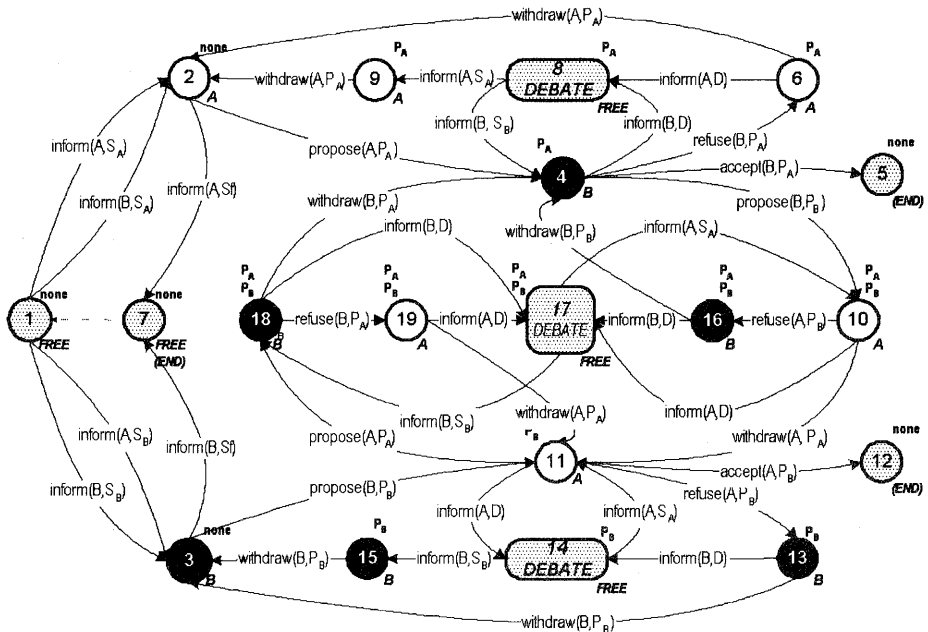 withdraw(A,P_A)
none
P_A
P_A
P_A
2
withdraw(A,P_A)
9
inform(A,S_A)
8
DEBATE
inform(A,D)
6
A
A
FREE
A
inform(A,S_A)
inform(B,S_A)
inform(A,Sf)
propose(A,P_A)
inform(B, S_B)
inform(B,D)
refuse(B,P_A)
none
P_A
4
B
accept(B,P_A)
5
(END)
withdraw(B,P_A)
inform(B,D)
withdraw(B,P_B)
inform(A,S_A)
propose(B,P_B)
none
none
P_A
P_B
P_A
P_B
P_A
P_B
P_A
P_B
P_A
P_B
1
7
18
refuse(B,P_A)
19
inform(A,D)
17
DEBATE
inform(B,D)
16
refuse(A,P_B)
10
FREE
FREE
(END)
B
A
FREE
B
A
inform(A,S_B)
inform(B,S_B)
inform(B,Sf)
inform(B,S_B)
propose(A,P_A)
withdraw(A,P_A)
inform(A,D)
withdraw(A, P_A)
none
11
A
accept(A,P_B)
12
(END)
propose(B,P_B)
refuse(A,P_B)
inform(A,D)
inform(A,S_A)
none
P_B
P_B
P_B
3
withdraw(B,P_B)
15
inform(B,S_B)
14
DEBATE
inform(B,D)
13
B
B
FREE
B
withdraw(B,P_B)